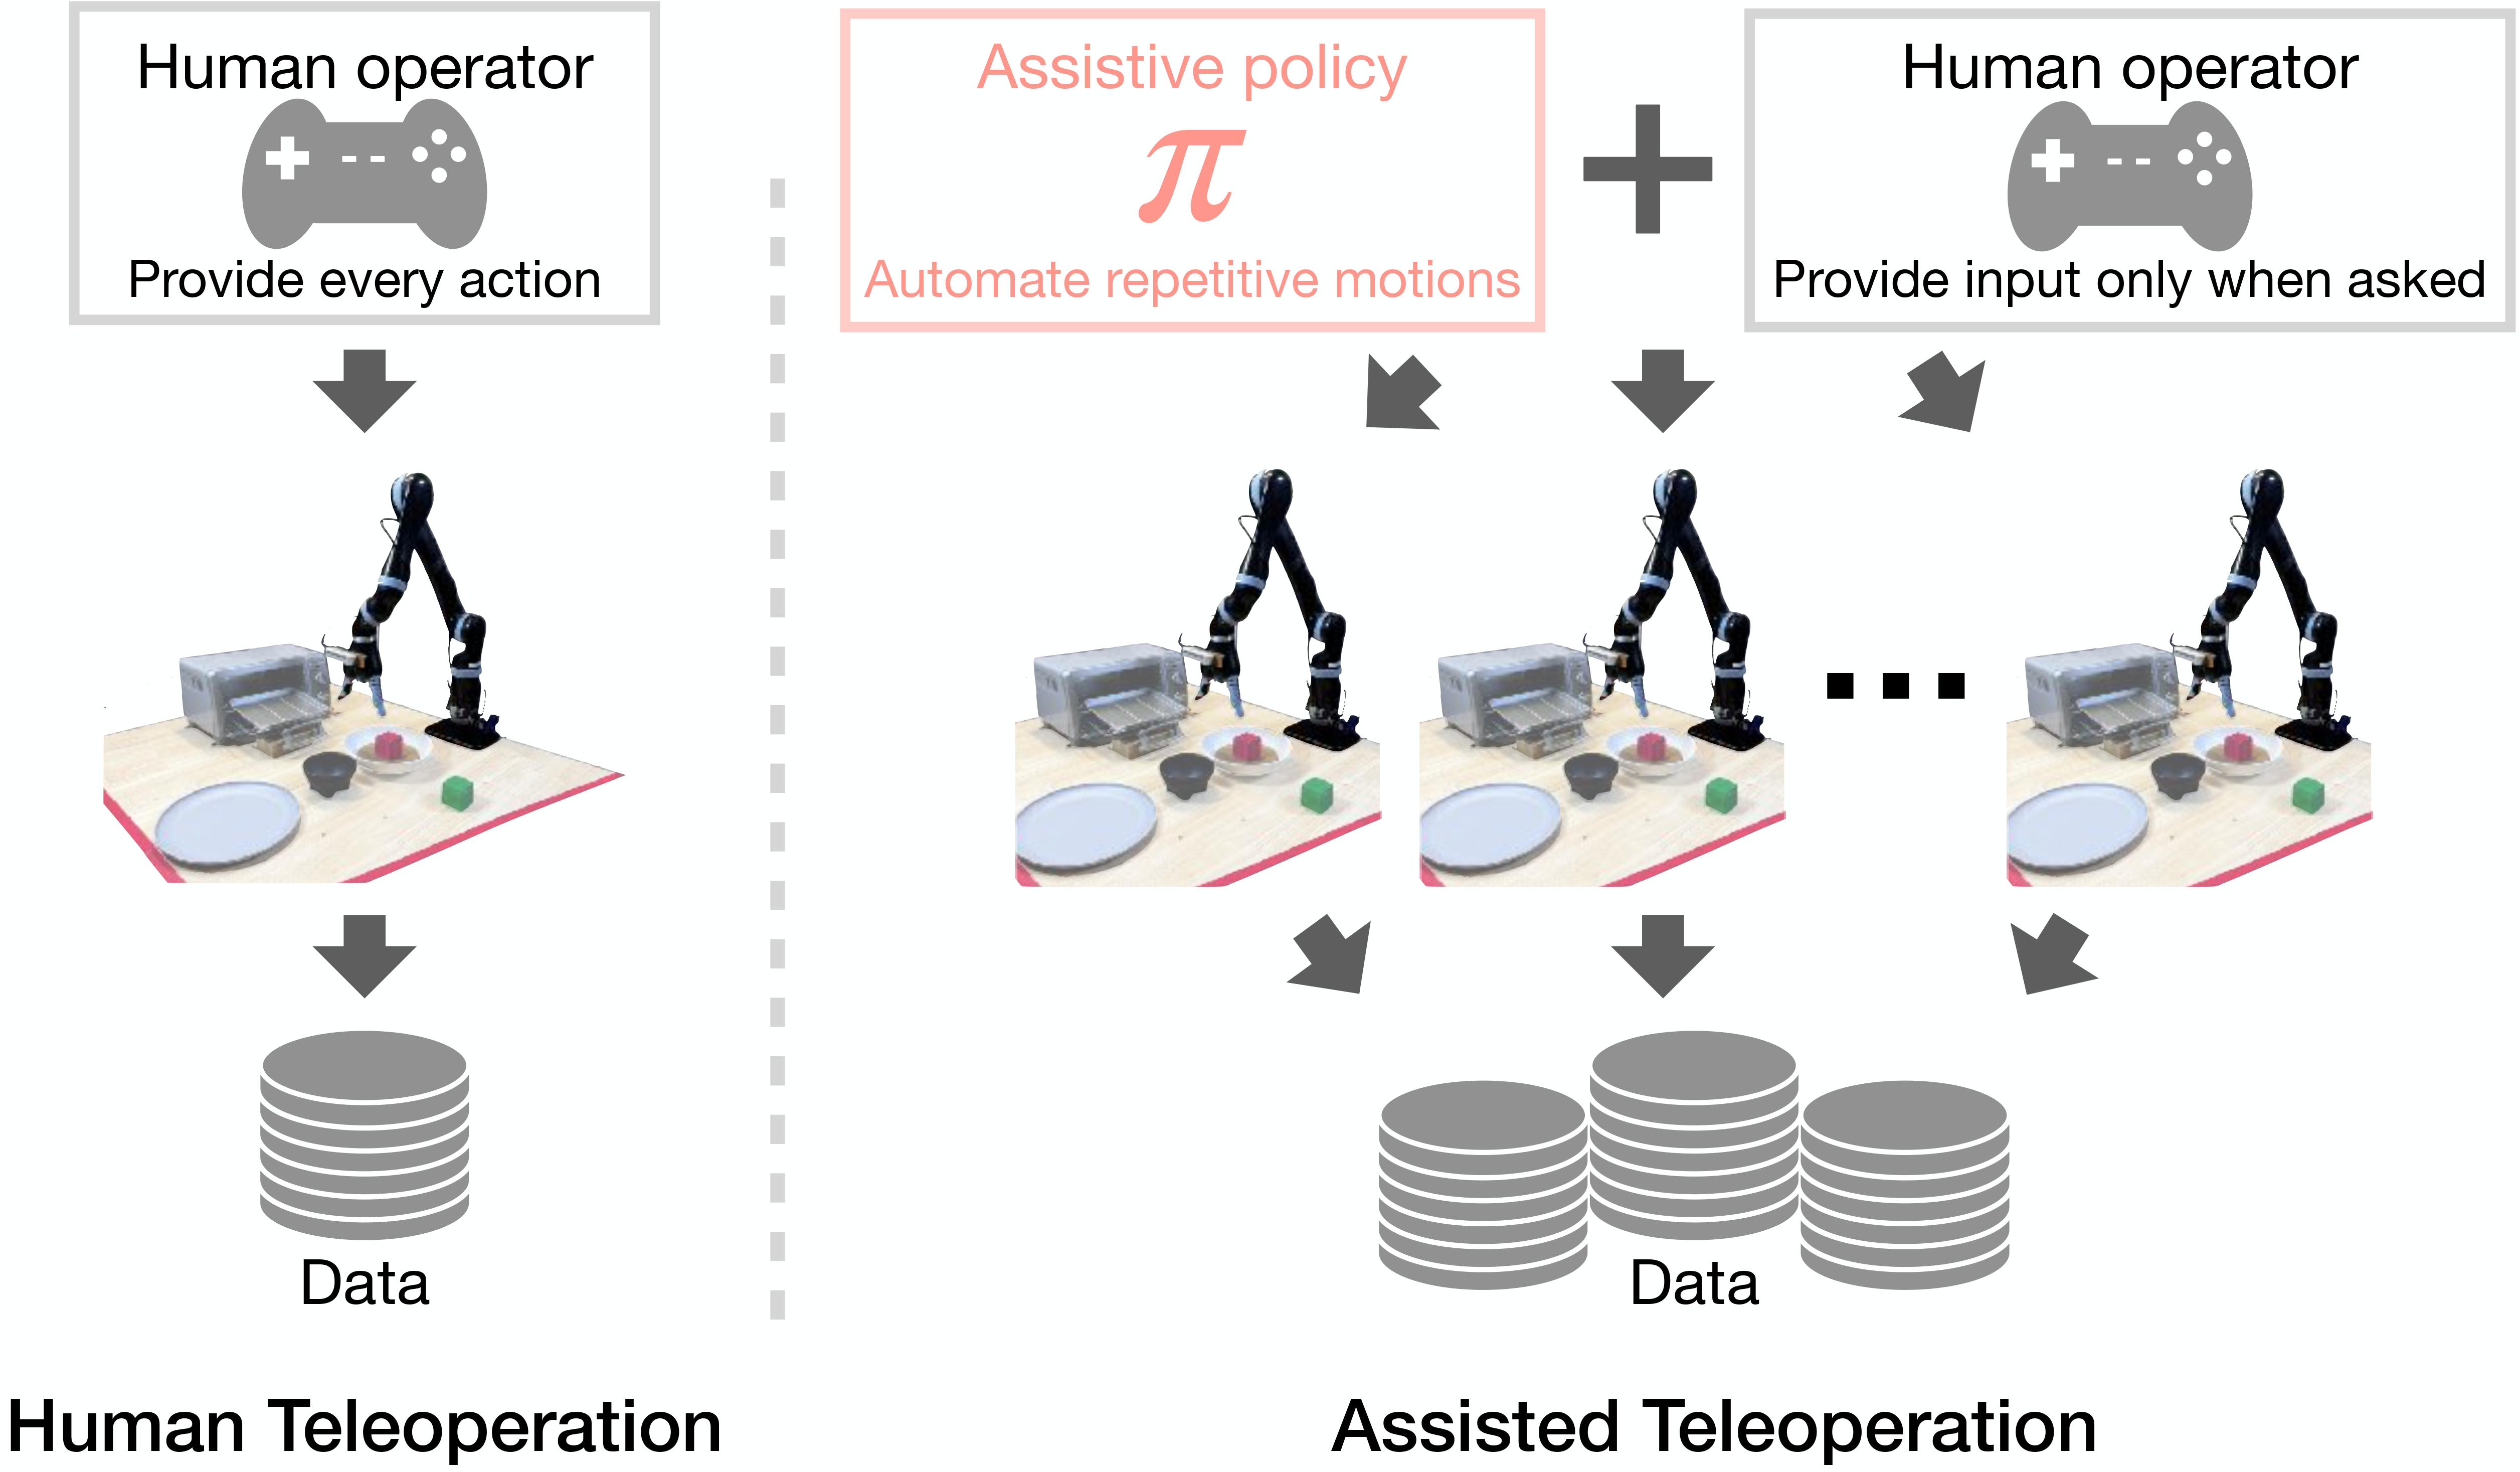 Human operator
Provide every action
Assistive policy
π
Automate repetitive motions
+
Human operator
Provide input only when asked
...
Data
Data
Human Teleoperation
Assisted Teleoperation